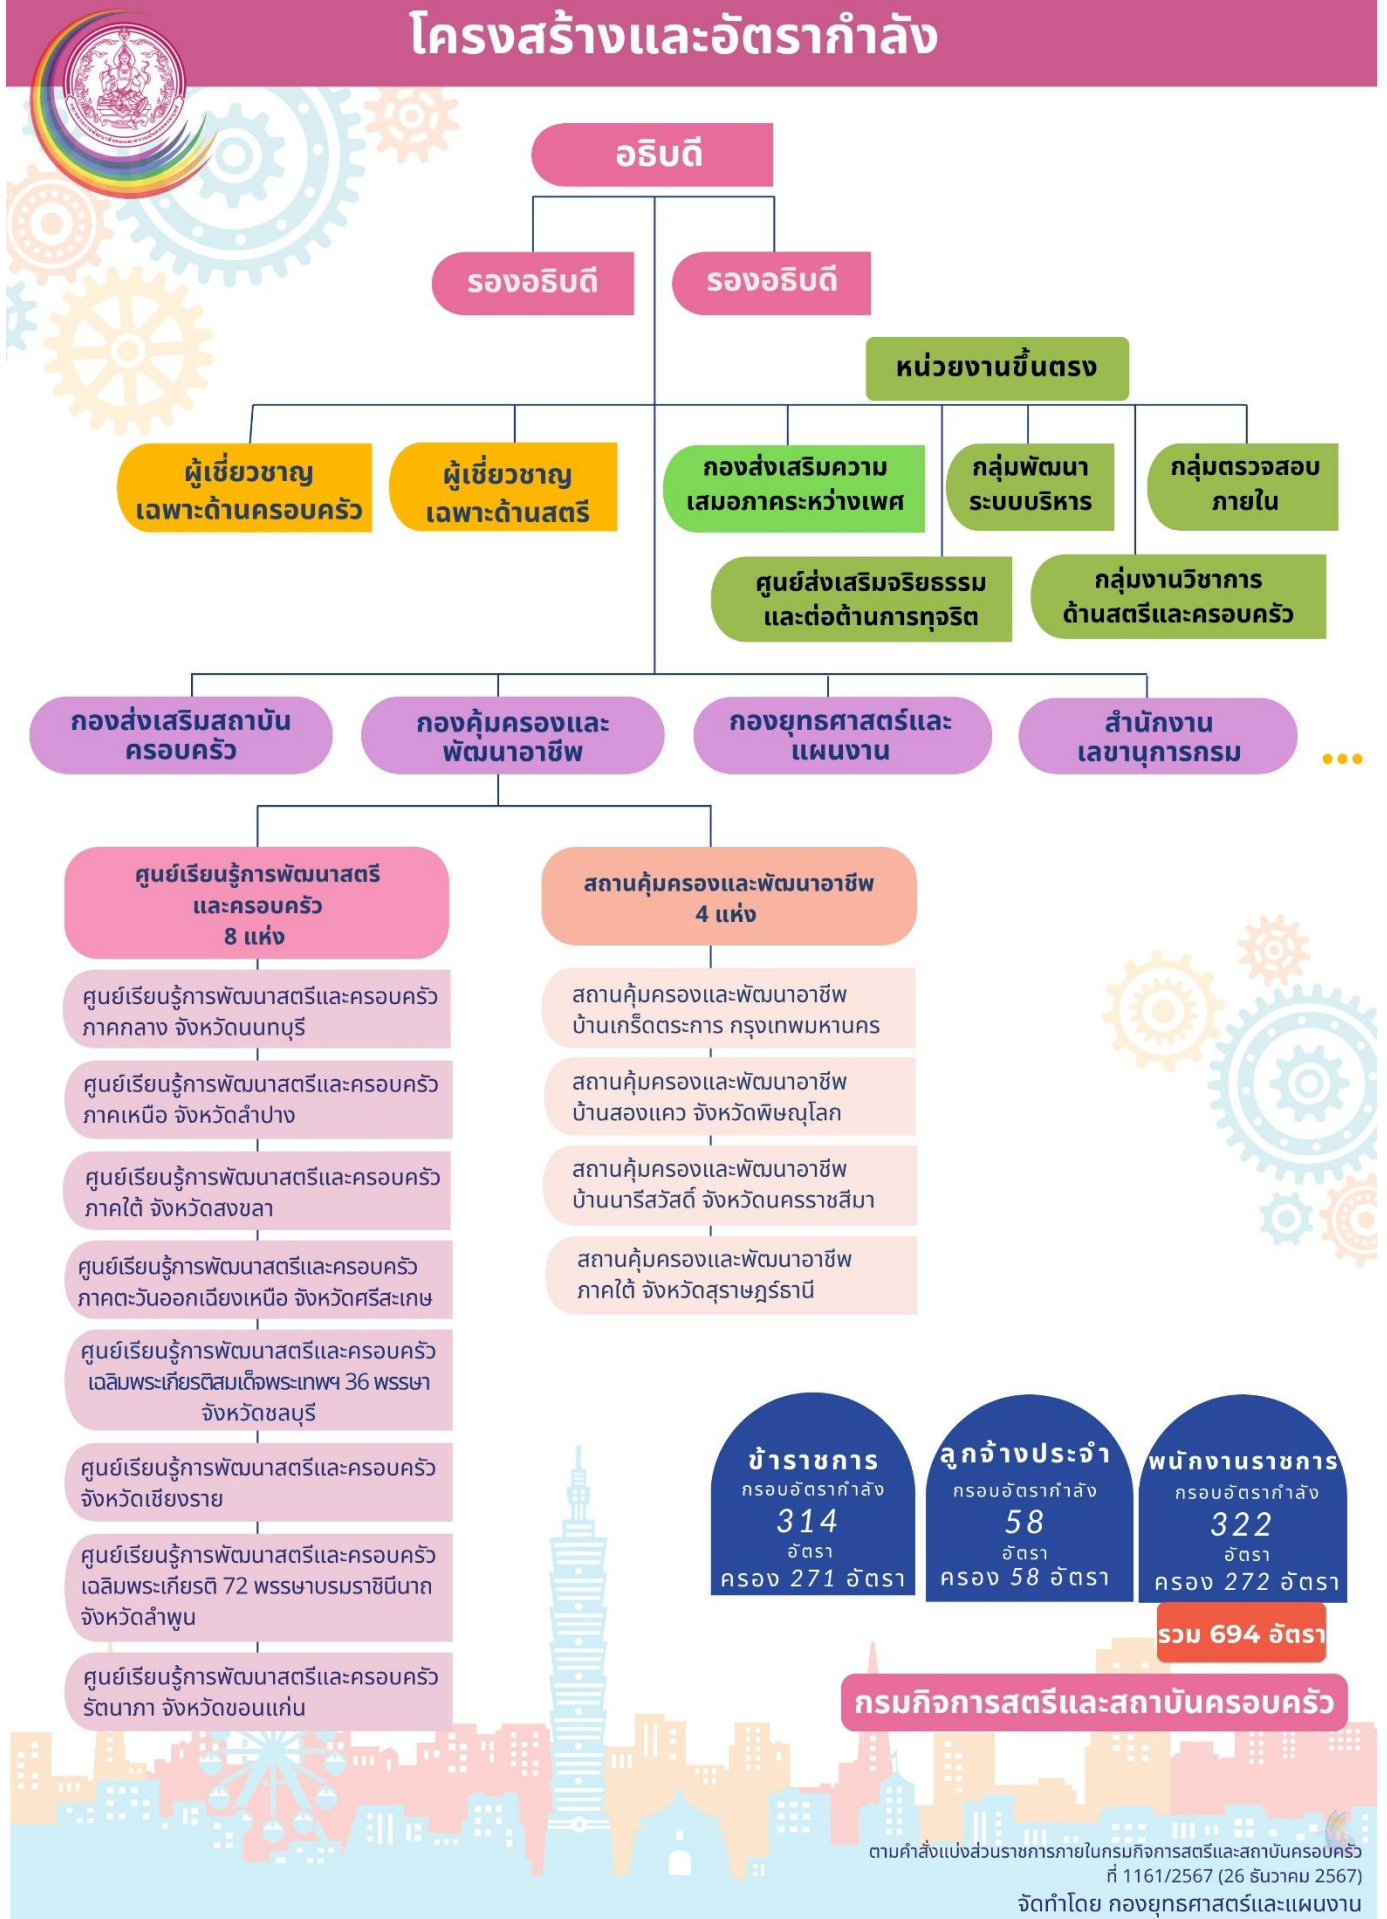 โครงสร้างและอัตรากำลัง
อธิบดี
รองอธิบดี
รองอธิบดี
หน่วยงานขึ้นตรง
ผู้เชี่ยวชาญ
เฉพาะด้านครอบครัว
ผู้เชี่ยวชาญ
เฉพาะด้านสตรี
กองส่งเสริมความ
เสมอภาคระหว่างเพศ
กลุ่มพัฒนา
ระบบบริหาร
กลุ่มตรวจสอบ
ภายใน
ศูนย์ส่งเสริมจริยธรรม
และต่อต้านการทุจริต
กลุ่มงานวิชาการ
ด้านสตรีและครอบครัว
กองส่งเสริมสถาบัน
ครอบครัว
กองคุ้มครองและ
พัฒนาอาชีพ
กองยุทธศาสตร์และ
แผนงาน
สำนักงาน
เลขานุการกรม
...
ศูนย์เรียนรู้การพัฒนาสตรี
และครอบครัว
8 แห่ง
ศูนย์เรียนรู้การพัฒนาสตรีและครอบครัว
ภาคกลาง จังหวัดนนทบุรี
ศูนย์เรียนรู้การพัฒนาสตรีและครอบครัว
ภาคเหนือ จังหวัดลำปาง
ศูนย์เรียนรู้การพัฒนาสตรีและครอบครัว
ภาคใต้ จังหวัดสงขลา
ศูนย์เรียนรู้การพัฒนาสตรีและครอบครัว
ภาคตะวันออกเฉียงเหนือ จังหวัดศรีสะเกษ
ศูนย์เรียนรู้การพัฒนาสตรีและครอบครัว
เฉลิมพระเกียรติสมเด็จพระเทพฯ 36 พรรษา
จังหวัดชลบุรี
ศูนย์เรียนรู้การพัฒนาสตรีและครอบครัว
จังหวัดเชียงราย
ศูนย์เรียนรู้การพัฒนาสตรีและครอบครัว
เฉลิมพระเกียรติ 72 พรรษาบรมราชินีนาถ
จังหวัดลำพูน
ศูนย์เรียนรู้การพัฒนาสตรีและครอบครัว
รัตนาภา จังหวัดขอนแก่น
สถานคุ้มครองและพัฒนาอาชีพ
4 แห่ง
สถานคุ้มครองและพัฒนาอาชีพ
บ้านเกร็ดตระการ กรุงเทพมหานคร
สถานคุ้มครองและพัฒนาอาชีพ
บ้านสองแคว จังหวัดพิษณุโลก
สถานคุ้มครองและพัฒนาอาชีพ
บ้านนารีสวัสดิ์ จังหวัดนครราชสีมา
สถานคุ้มครองและพัฒนาอาชีพ
ภาคใต้ จังหวัดสุราษฎร์ธานี
ข้าราชการ
กรอบอัตรากำลัง
314
อัตรา
ครอง 271 อัตรา
ลูกจ้างประจำ
กรอบอัตรากำลัง
58
อัตรา
ครอง 58 อัตรา
พนักงานราชการ
กรอบอัตรากำลัง
322
อัตรา
ครอง 272 อัตรา
รวม 694 อัตรา
กรมกิจการสตรีและสถาบันครอบครัว
ตามคำสั่งแบ่งส่วนราชการภายในกรมกิจการสตรีและสถาบันครอบครัว
ที่ 1161/2567 (26 ธันวาคม 2567)
จัดทำโดย กองยุทธศาสตร์และแผนงาน